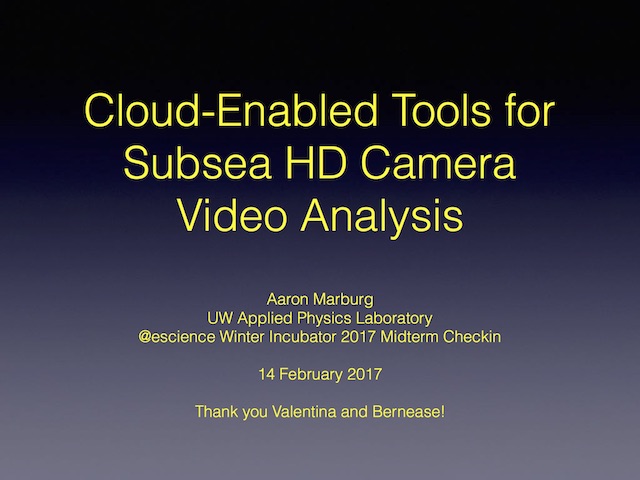 Cloud-Enabled Tools for
Subsea HD Camera
Video Analysis
Aaron Marburg
UW Applied Physics Laboratory
@escience Winter Incubator 2017 Midterm Checkin
14 February 2017
Thank you Valentina and Bernease!